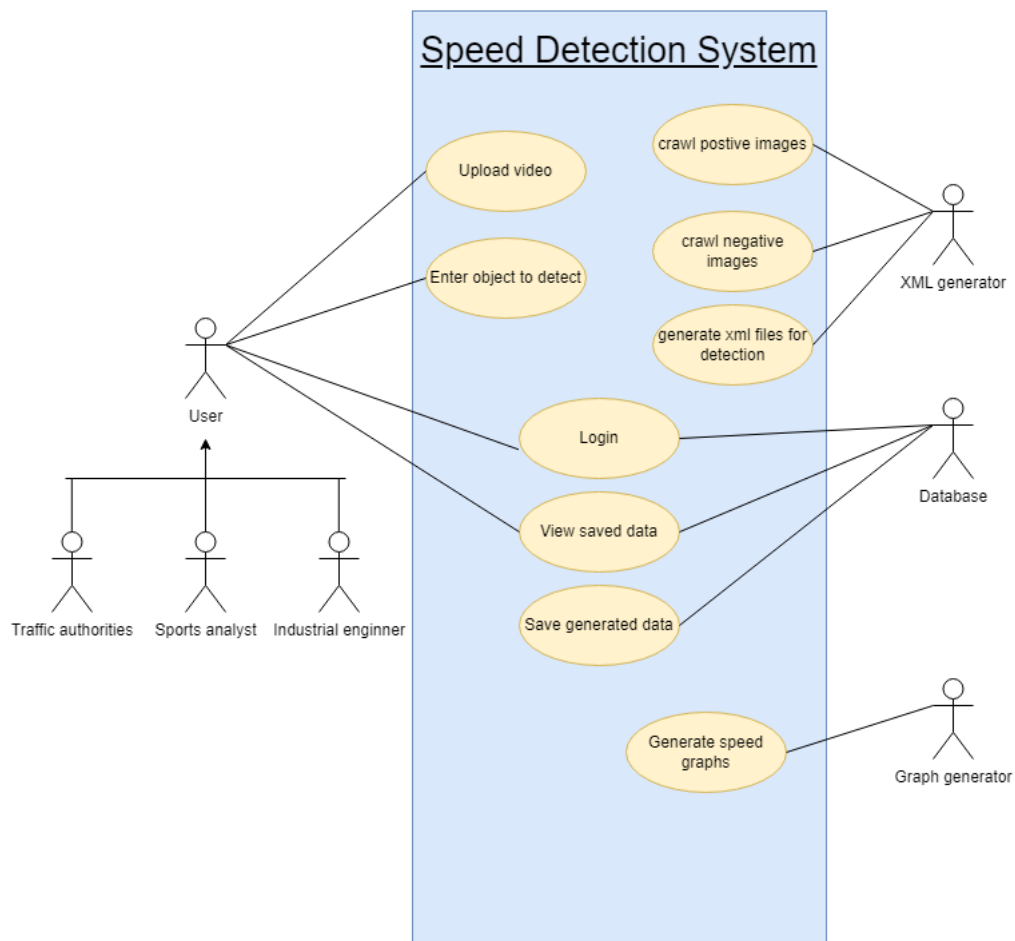 Speed Detection System
crawl postive images
Upload video
crawl negative
images
Enter object to detect
XML generator
generate xml files for
detection
User
Login
Database
View saved data
Traffic authorities
Sports analyst
Industrial enginner
Save generated data
Generate speed
graphs
Graph generator